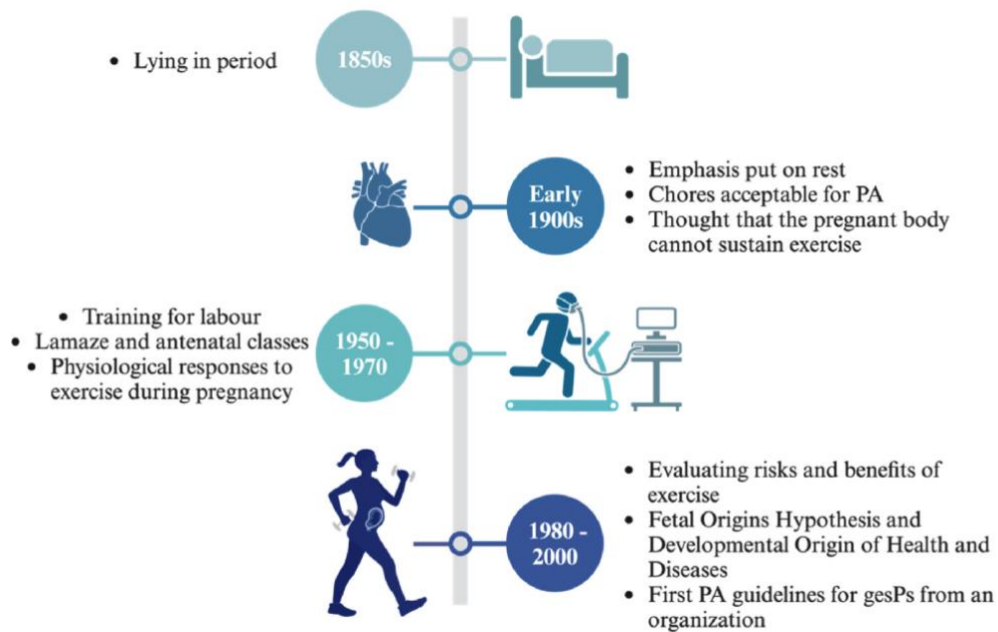 • Lying in period
1850s
Early
1900s
• Emphasis put on rest
• Chores acceptable for PA
• Thought that the pregnant body
cannot sustain exercise
• Training for labour
• Lamaze and antenatal classes
• Physiological responses to
exercise during pregnancy
1950 -
1970
1980 -
2000
• Evaluating risks and benefits of
exercise
• Fetal Origins Hypothesis and
Developmental Origin of Health and
Diseases
• First PA guidelines for gesPs from an
organization